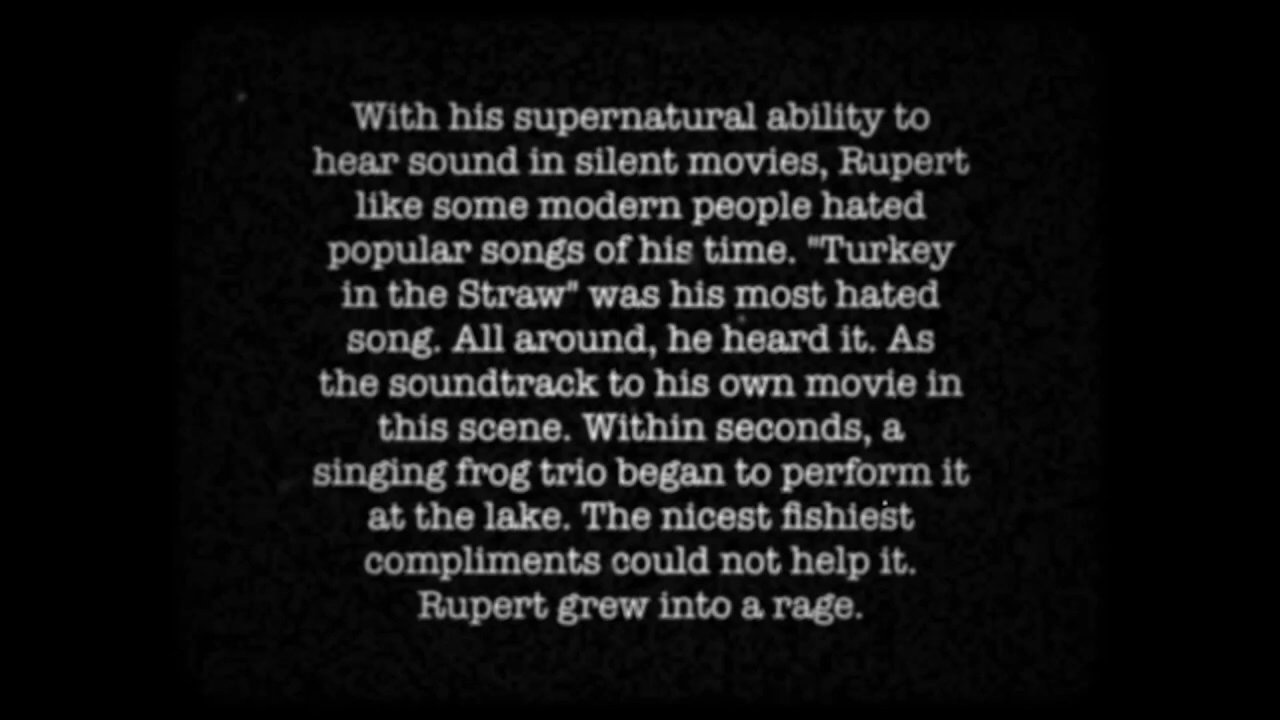 With his supernatural ability to
hear sound in silent movies, Rupert
like some modern people hated
popular songs of his time. "Turkey
in the Straw" was his most hated
song. All around, he heard it. As
the soundtrack to his own movie in
this scene. Within seconds, a
singing frog trio began to perform it
at the lake. The nicest fishiest
compliments could not help it.
Rupert grew into a rage.